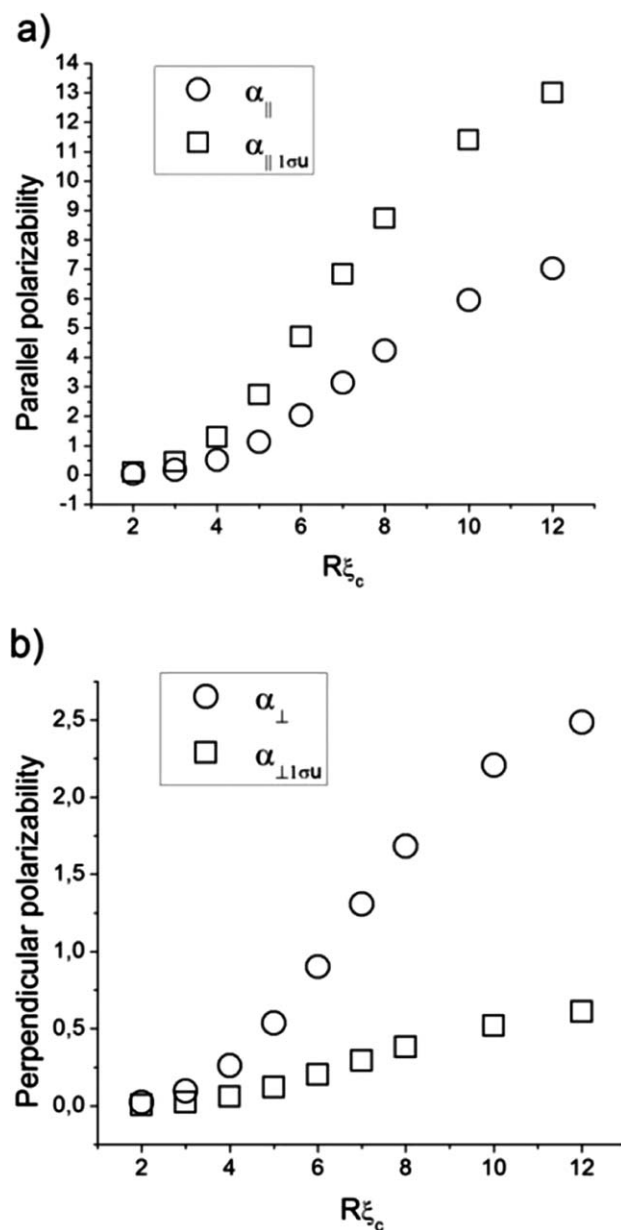 a)
Parallel polarizability
14
13
12
11
10
9
8
7
6
5
4
3
2
1
0
-1
α||
α|| 1σu
2 4 6 8 10 12
Rξc
b)
Perpendicular polarizability
2,5
2,0
1,5
1,0
0,5
0,0
α⊥
α⊥1σu
2 4 6 8 10 12
Rξc